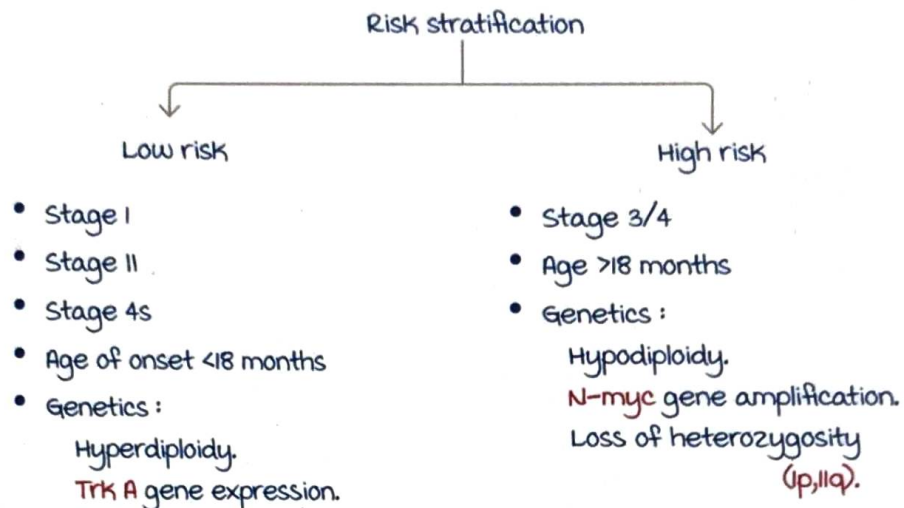 Risk stratification
Low risk
• Stage I
• Stage II
• Stage 4s
• Age of onset <18 months
• Genetics :
Hyperdiploidy.
Trk A gene expression.
High risk
• Stage 3/4
• Age >18 months
• Genetics :
Hypodiploidy.
N-myc gene amplification.
Loss of heterozygosity
(1p,11q).